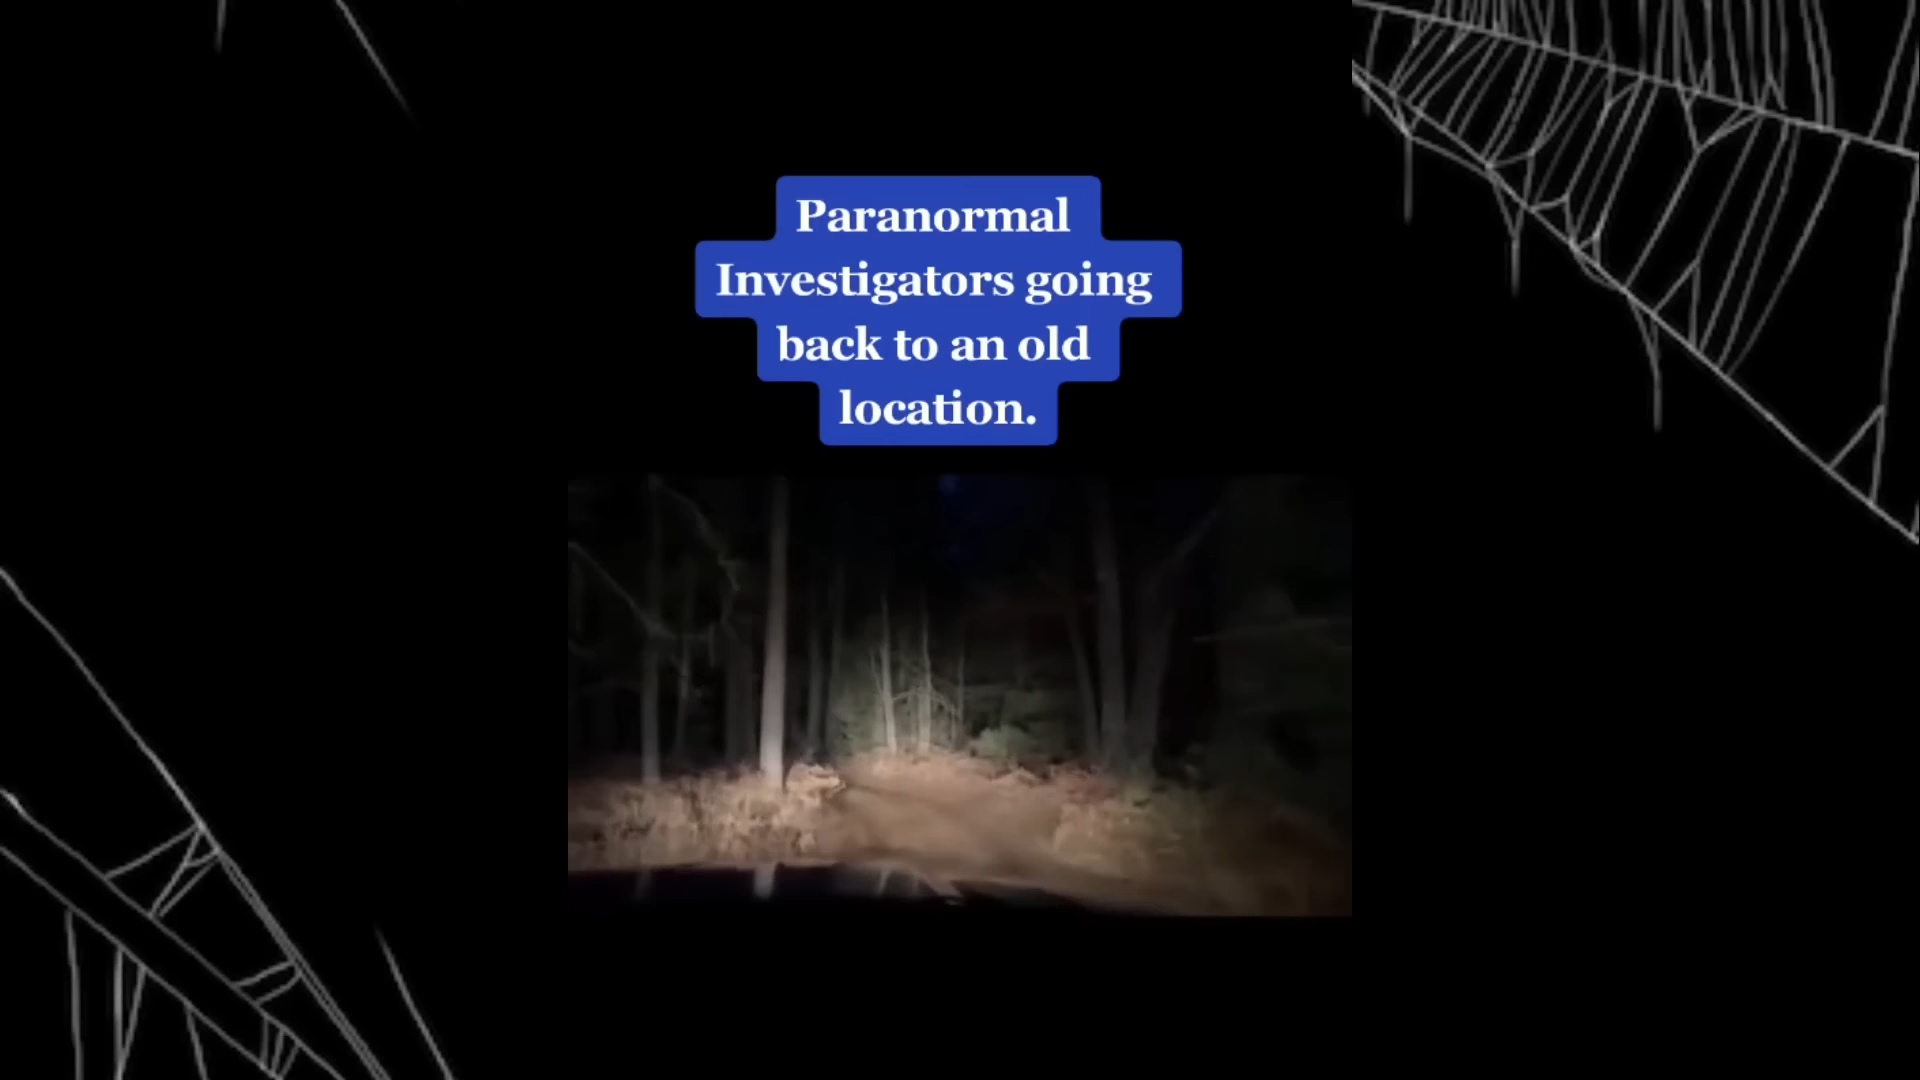 Paranormal
Investigators going
back to an old
location.